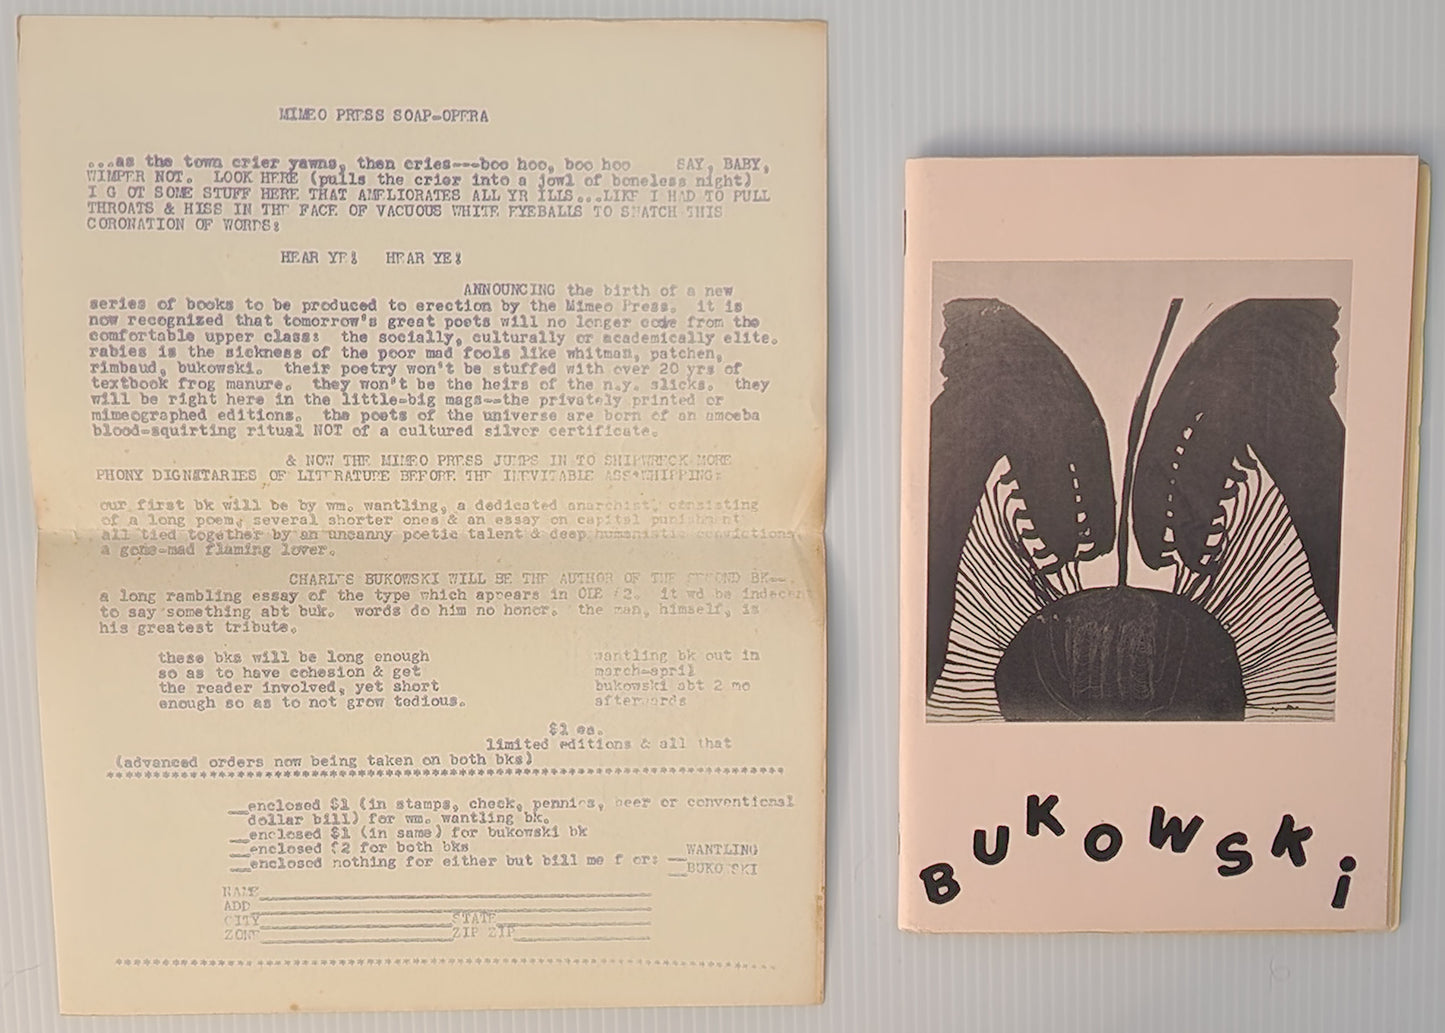 MIMEO PRESS SOAP-OPERA
...as the town crier yawns, then cries---boo hoo, boo hoo SAY, BABY,
WIMPER NOT. LOOK HERE (pulls the crier into a jowl of boneless night)
I G OT SOME STUFF HERE THAT AMELIORATES ALL YR ILLS...LIKE I HAD TO PULL
THROATS & HISS IN THE FACE OF VACUOUS WHITE EYEBALLS TO SNATCH THIS
CORONATION OF WORDS:
HEAR YE! HEAR YE!
ANNOUNCING the birth of a new
series of books to be produced to erection by the Mimeo Press. it is
now recognized that tomorrow's great poets will no longer come from the
comfortable upper class: the socially, culturally or academically elite.
rabies is the sickness of the poor mad fools like whitman, patchen,
rimbaud, bukowski. their poetry won't be stuffed with over 20 yrs of
textbook frog manure. they won't be the heirs of the n.y. slicks. they
will be right here in the little-big mags--the privately printed or
mimeographed editions. the poets of the universe are born of an amoeba
blood-squirting ritual NOT of a cultured silver certificate.
& NOW THE MIMEO PRESS JUMPS IN TO SHIPWRECK MORE
PHONY DIGNATARIES OF LITERATURE BEFORE THE INEVITABLE ASS-WHIPPING:
our first bk will be by wm. wantling, a dedicated anarchist, consisting
of a long poem, several shorter ones & an essay on capital punishment
all tied together by an uncanny poetic talent & deep humanistic convictions
a gone-mad flaming lover.
CHARLES BUKOWSKI WILL BE THE AUTHOR OF THE SECOND BK--
a long rambling essay of the type which appears in OLE #2. it wd be indecent
to say something abt buk. words do him no honor. the man, himself, is
his greatest tribute.
these bks will be long enough
so as to have cohesion & get
the reader involved, yet short
enough so as to not grow tedious.
wantling bk out in
march-april
bukowski abt 2 mo
afterwards
$1 ea.
limited editions & all that
(advanced orders now being taken on both bks)
__enclosed $1 (in stamps, check, pennies, beer or conventional
dollar bill) for wm. wantling bk.
__enclosed $1 (in same) for bukowski bk
__enclosed $2 for both bks
__enclosed nothing for either but bill me f or: __WANTLING
__BUKOWSKI
NAME
ADD
CITY STATE
ZONE ZIP ZIP
BUKOWSKi